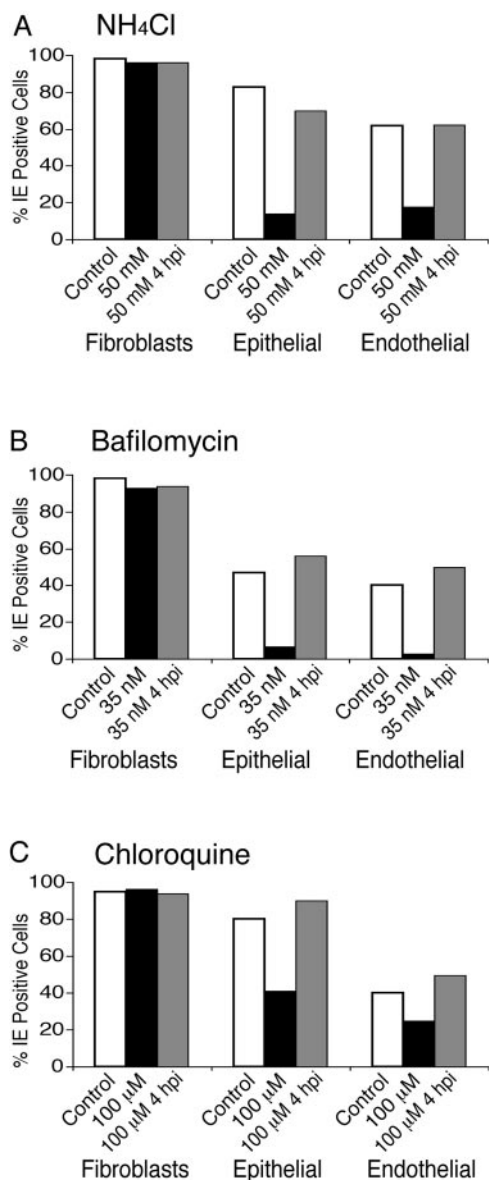 A NH₄Cl
% IE Positive Cells
100
80
60
40
20
0
Control 50 mM 50 mM 4 hpi Control 50 mM 50 mM 4 hpi Control 50 mM 50 mM 4 hpi
Fibroblasts Epithelial Endothelial
B Bafilomycin
% IE Positive Cells
100
80
60
40
20
0
Control 35 nM 35 nM 4 hpi Control 35 nM 35 nM 4 hpi Control 35 nM 35 nM 4 hpi
Fibroblasts Epithelial Endothelial
C Chloroquine
% IE Positive Cells
100
80
60
40
20
0
Control 100 µM 100 µM 4 hpi Control 100 µM 100 µM 4 hpi Control 100 µM 100 µM 4 hpi
Fibroblasts Epithelial Endothelial